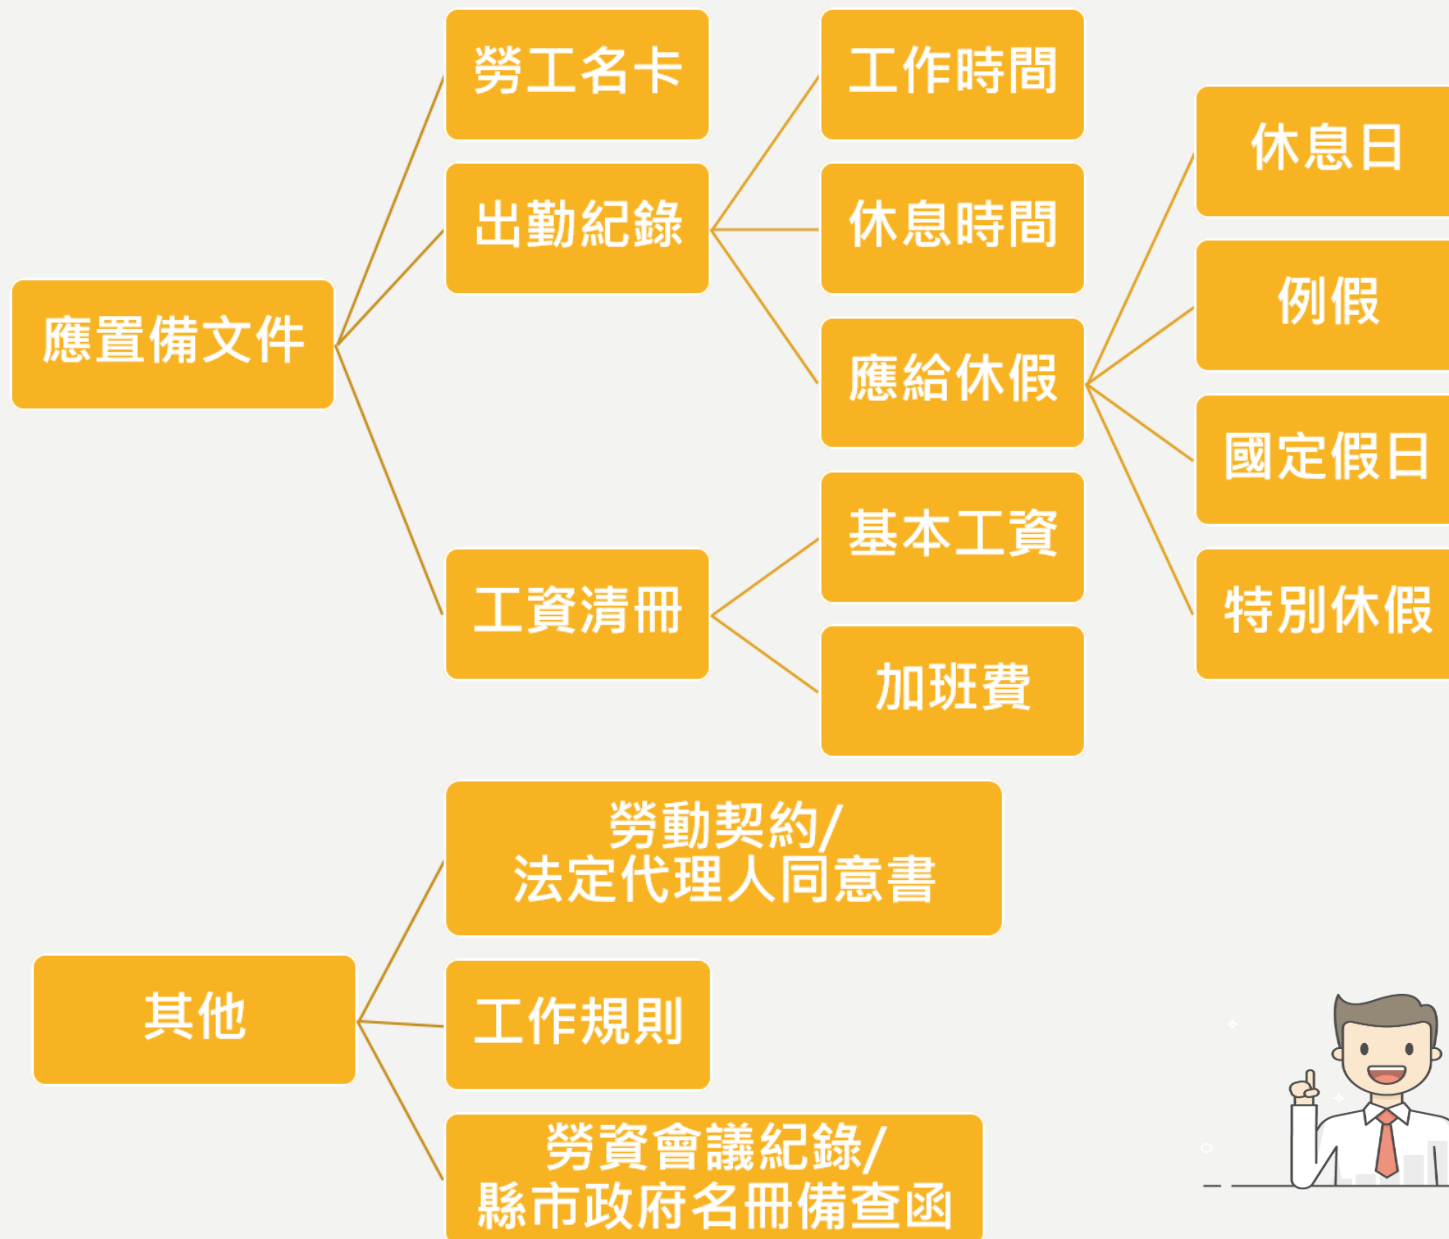 應置備文件
勞工名卡
出勤紀錄
工作時間
休息時間
應給休假
休息日
例假
國定假日
特別休假
工資清冊
基本工資
加班費
其他
勞動契約/
法定代理人同意書
工作規則
勞資會議紀錄/
縣市政府名冊備查函